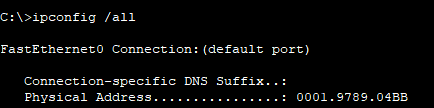 C:\>ipconfig /all
FastEthernet0 Connection:(default port)
Connection-specific DNS Suffix..:
Physical Address................: 0001.9789.04BB